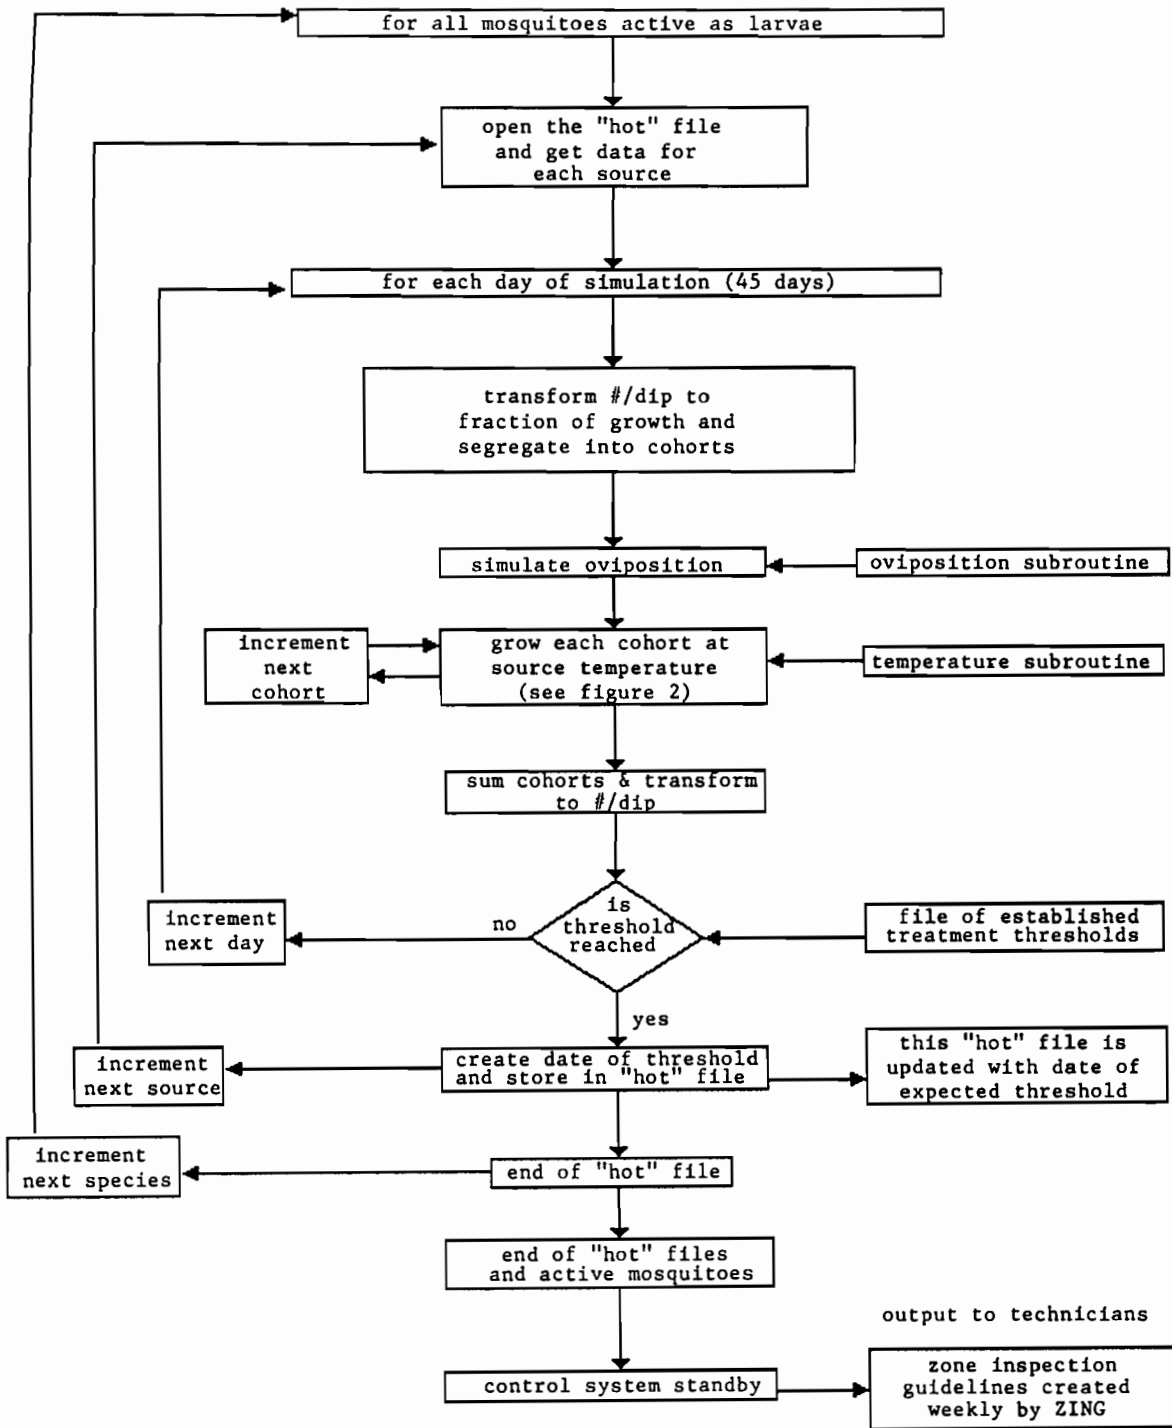 for all mosquitoes active as larvae
open the "hot" file
and get data for
each source
for each day of simulation (45 days)
transform #/dip to
fraction of growth and
segregate into cohorts
simulate oviposition
oviposition subroutine
increment
next
cohort
grow each cohort at
source temperature
(see figure 2)
temperature subroutine
sum cohorts & transform
to #/dip
increment
next day
no
is
threshold
reached
file of established
treatment thresholds
yes
increment
next source
create date of threshold
and store in "hot" file
this "hot" file is
updated with date of
expected threshold
increment
next species
end of "hot" file
end of "hot" files
and active mosquitoes
output to technicians
control system standby
zone inspection
guidelines created
weekly by ZING